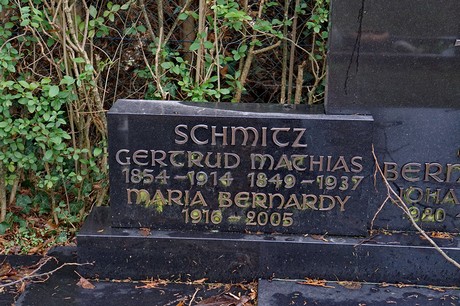 SCHMITZ
GERTRUD MATHIAS
1854-1914 1849-1937
MARIA BERNARDY
1916-2005